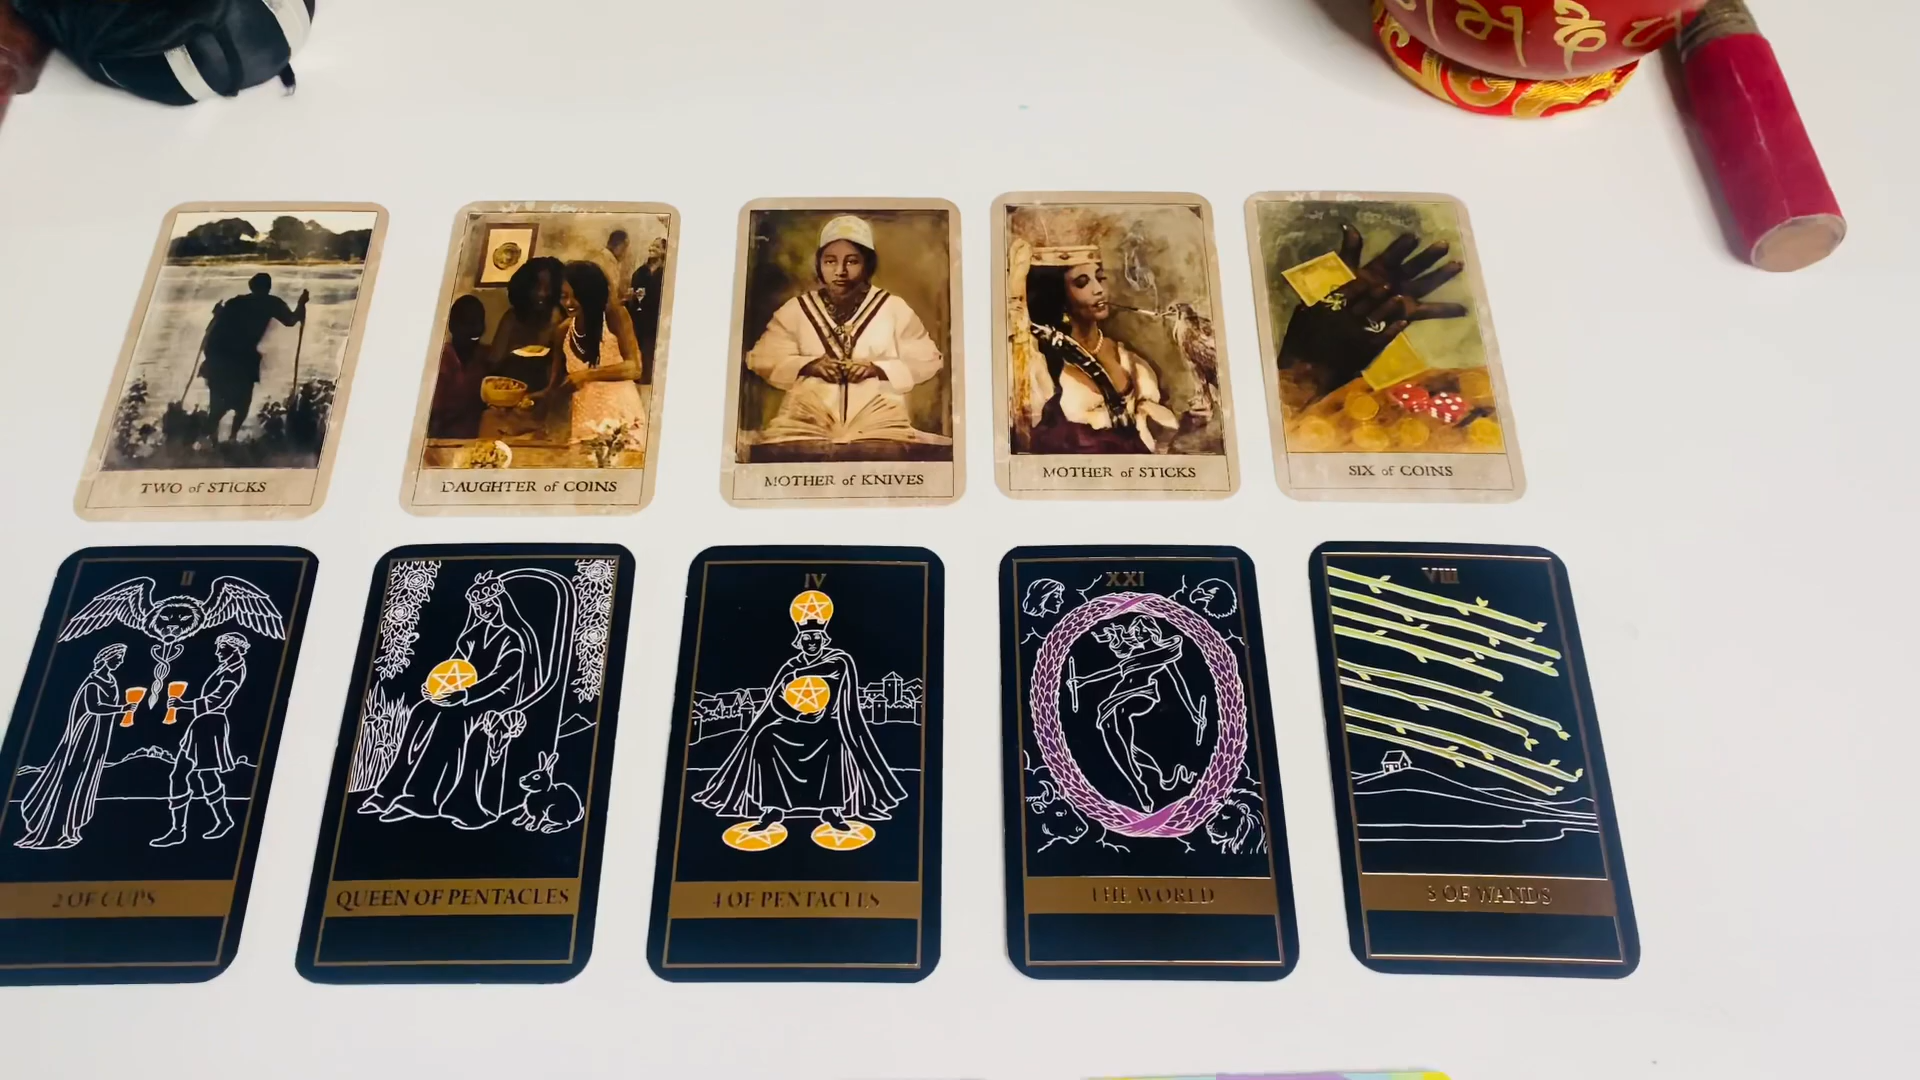 TWO of STICKS
DAUGHTER of COINS
MOTHER of KNIVES
MOTHER of STICKS
SIX of COINS
II
IV
XXI
VIII
2 OF CUPS
QUEEN OF PENTACLES
4 OF PENTACLES
THE WORLD
8 OF WANDS